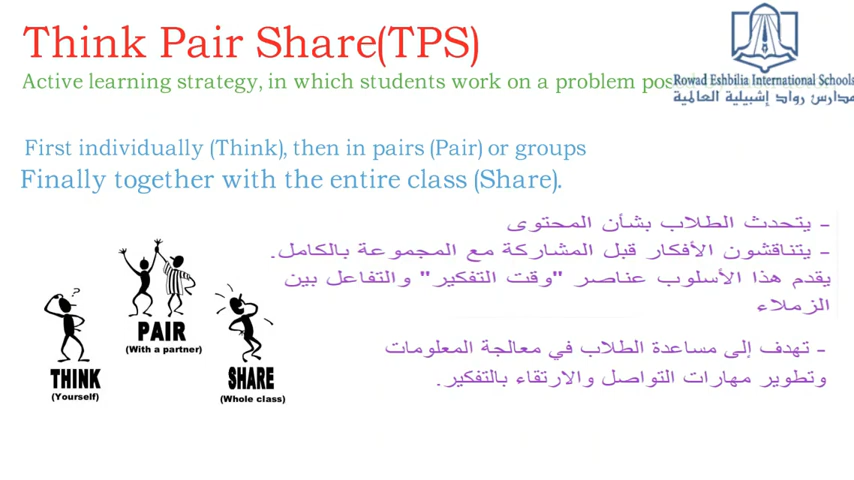 Think Pair Share(TPS)
Active learning strategy, in which students work on a problem
Rowad Eshbilia International Schools
مدارس رواد إشبيلية العالمية
First individually (Think), then in pairs (Pair) or groups
Finally together with the entire class (Share).
- يتحدث الطلاب بشأن المحتوى
- يتناقشون الأفكار قبل المشاركة مع المجموعة بالكامل.
يقدم هذا الأسلوب عناصر "وقت التفكير" والتفاعل بين
الزملاء
- تهدف إلى مساعدة الطلاب في معالجة المعلومات
وتطوير مهارات التواصل والارتقاء بالتفكير.
?
PAIR
(With a partner)
THINK
(Yourself)
SHARE
(Whole class)